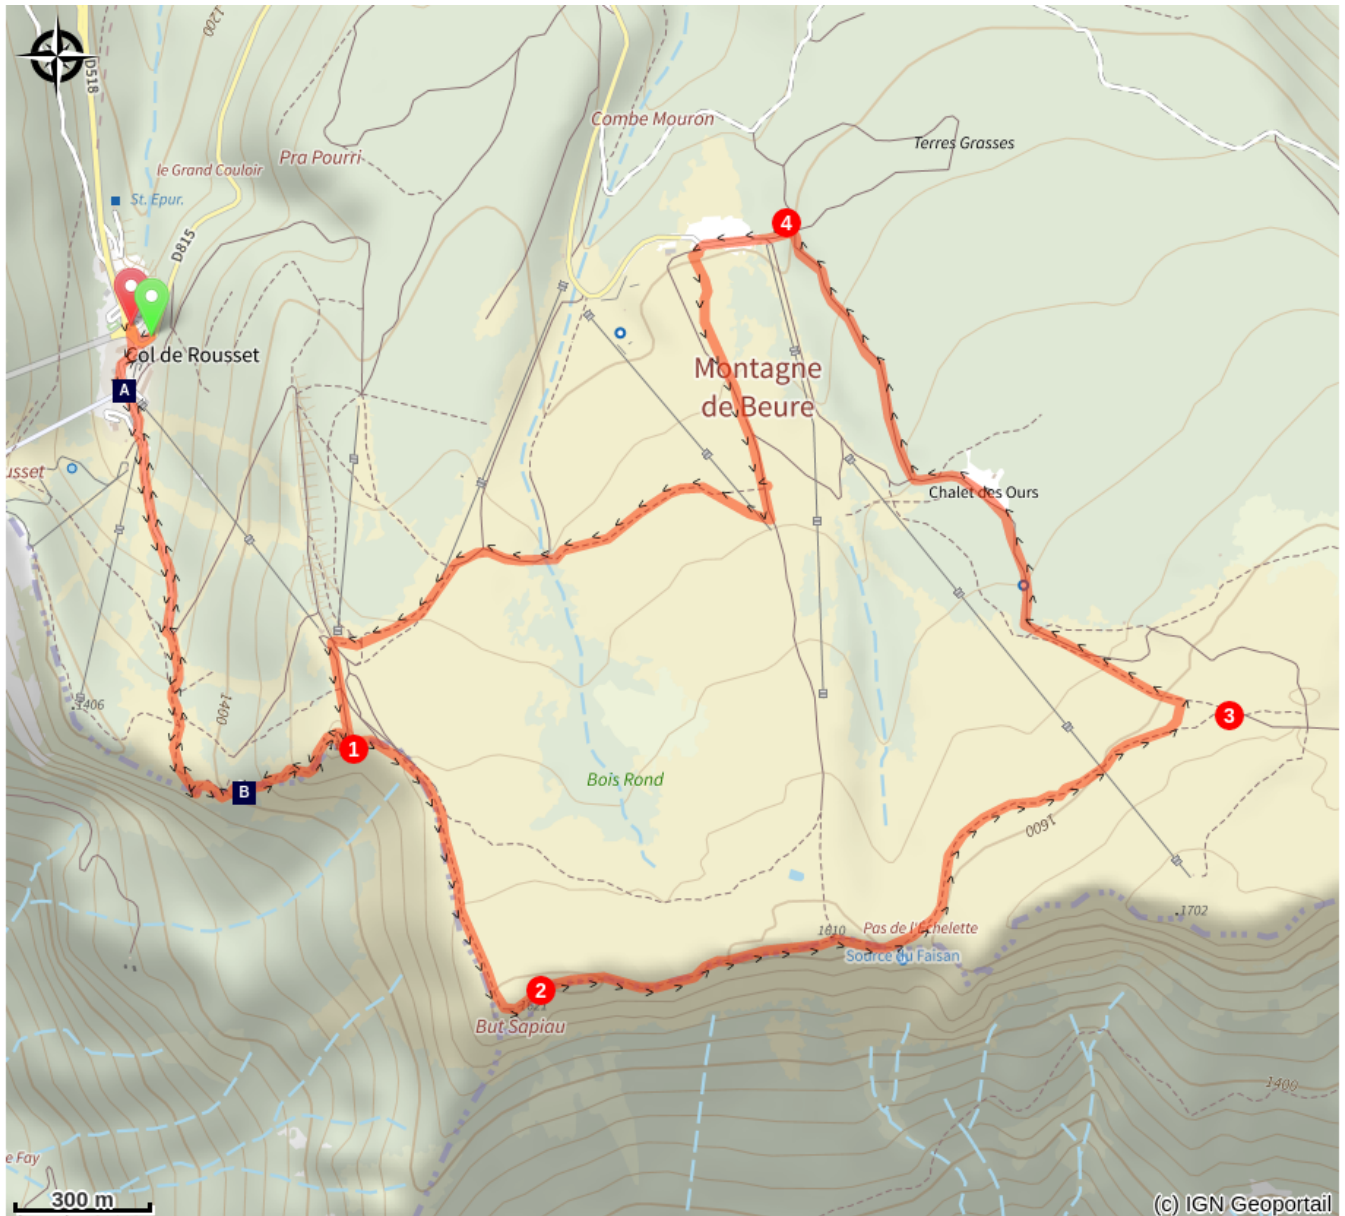 1200
D518
Combe Mouron
Terres Grasses
Pra Pourri
le Grand Couloir
St. Epur.
D815
4
Col de Rousset
Montagne
de Beure
A
usset
Chalet des Ours
1406
1400
3
1
Bois Rond
B
1600
1702
Pas de l'Echelette
1610
Source du Faisan
2
1621
But Sapiau
1400
e Fay
300 m
(c) IGN Geoportail